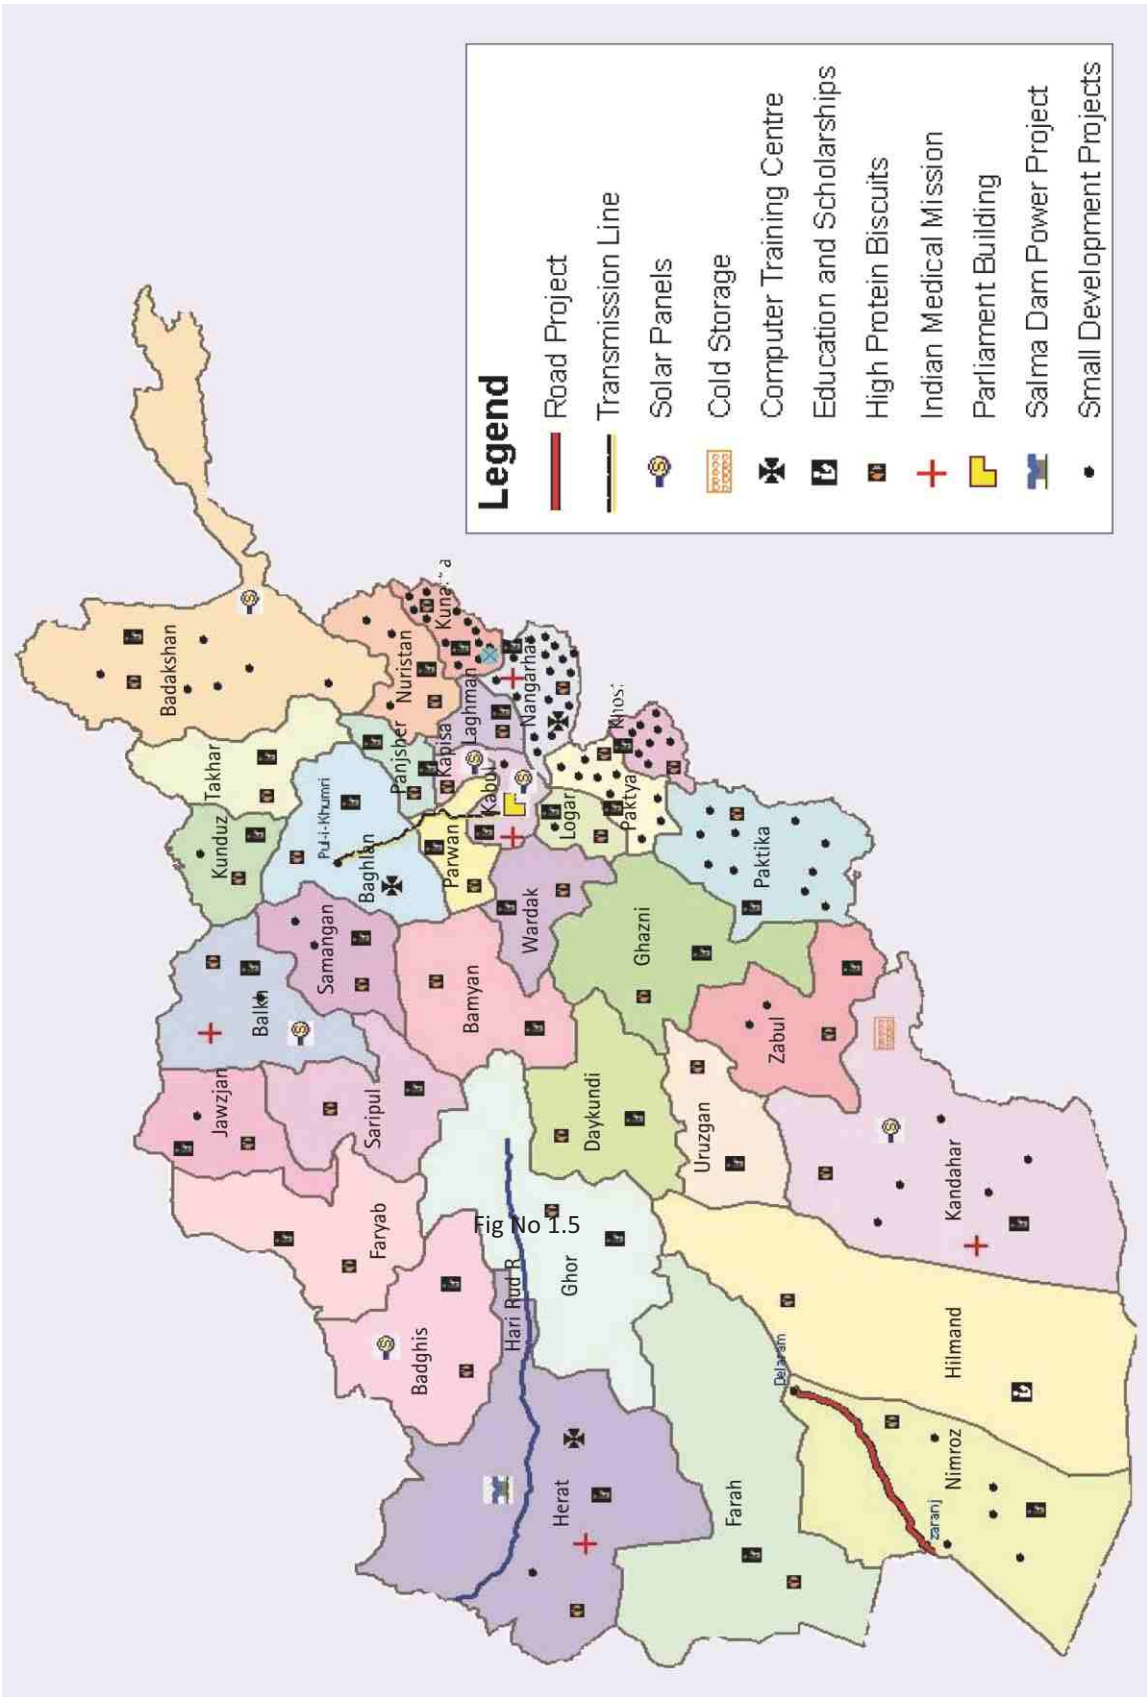 Legend
Road Project
Transmission Line
Solar Panels
Cold Storage
Computer Training Centre
Education and Scholarships
High Protein Biscuits
Indian Medical Mission
Parliament Building
Salma Dam Power Project
Small Development Projects
Badakshan
Takhar
Kunduz
Pul-i-Khumri
Baghlan
Panjsher
Nuristan
Laghman
Kapisa
Nangarhar
Parwan
Logar
Paktya
Balkh
Samangan
Jawzjan
Saripul
Bamyan
Wardak
Ghazni
Paktika
Faryab
Badghis
Daykundi
Uruzgan
Zabul
Hari Rud R
Fig No 1.5
Ghor
Kandahar
Herat
Farah
Delaram
Hilmand
Nimroz
zaranj